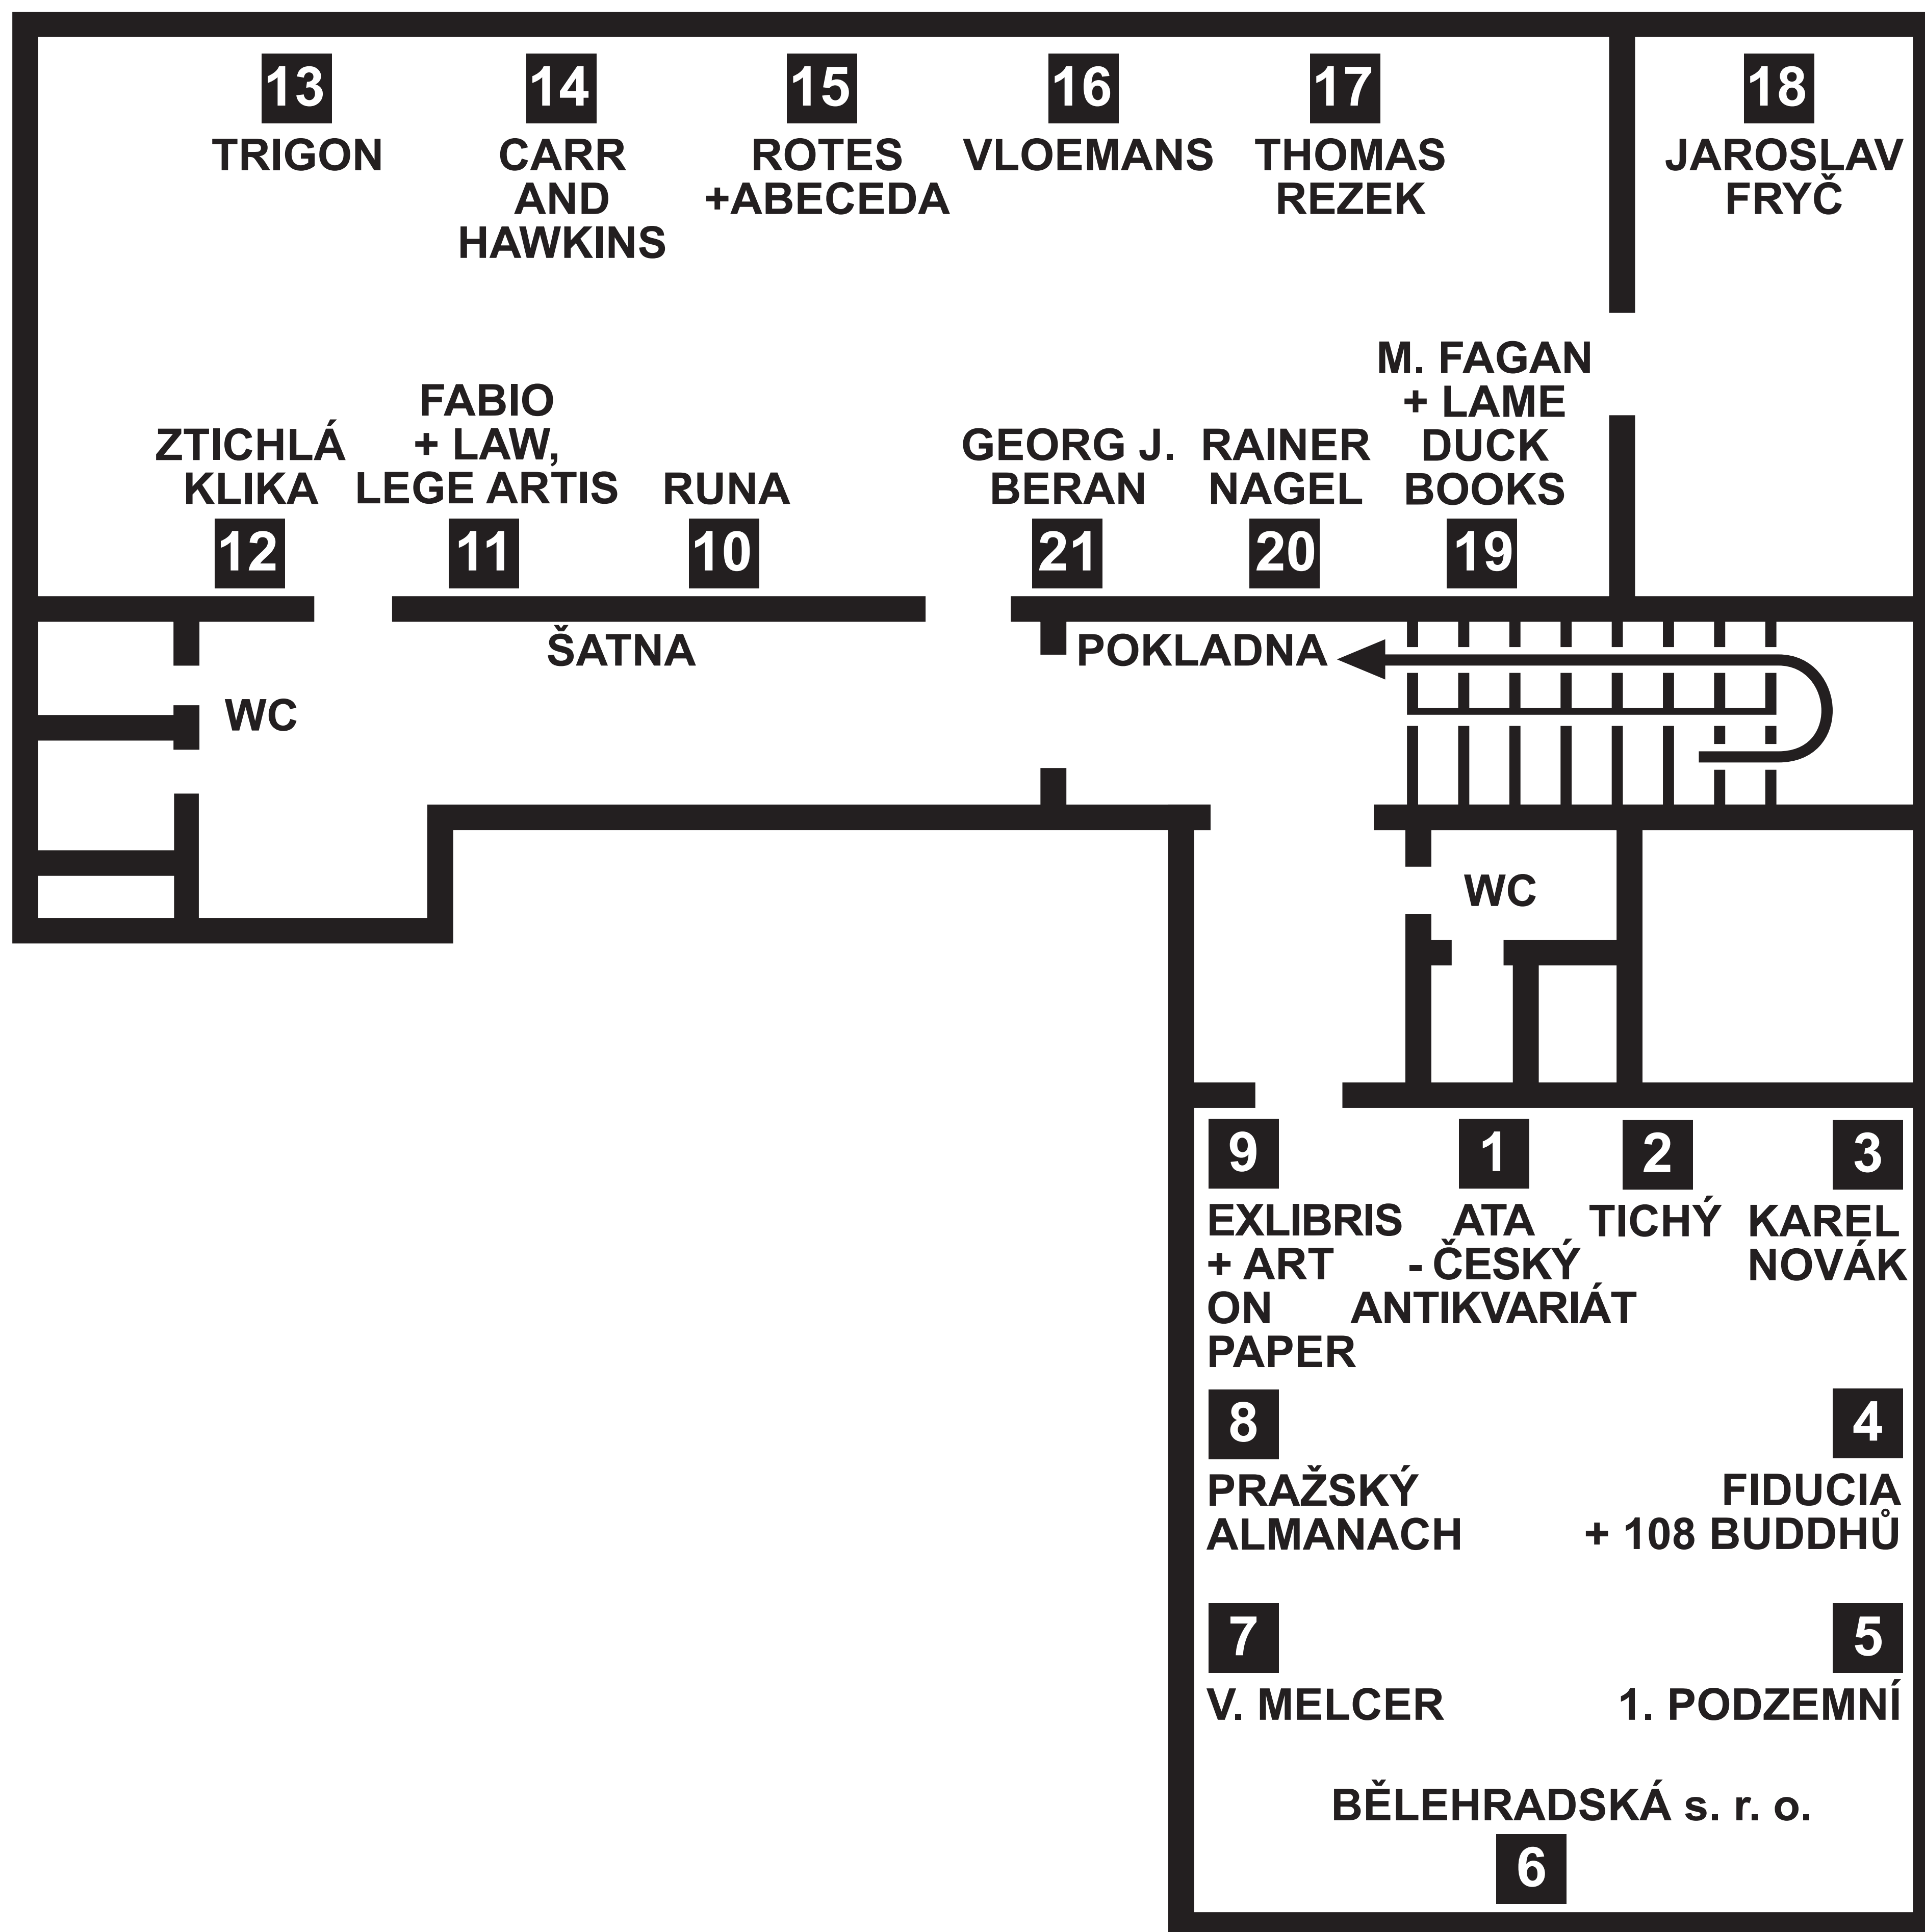 13
TRIGON
14
CARR
AND
HAWKINS
15
ROTES
+ABECEDA
16
VLOEMANS
17
THOMAS
REZEK
18
JAROSLAV
FRYČ
ZTICHLÁ
KLIKA
12
FABIO
+ LAW,
LEGE ARTIS
11
RUNA
10
GEORG J.
BERAN
21
RAINER
NAGEL
20
M. FAGAN
+ LAME
DUCK
BOOKS
19
ŠATNA
POKLADNA
WC
WC
9
EXLIBRIS
+ ART
ON
PAPER
1
ATA
- ČESKÝ
ANTIKVARIÁT
2
TICHÝ
3
KAREL
NOVÁK
8
PRAŽSKÝ
ALMANACH
4
FIDUCIA
+ 108 BUDDHŮ
7
V. MELCER
5
1. PODZEMNÍ
BĚLEHRADSKÁ s. r. o.
6